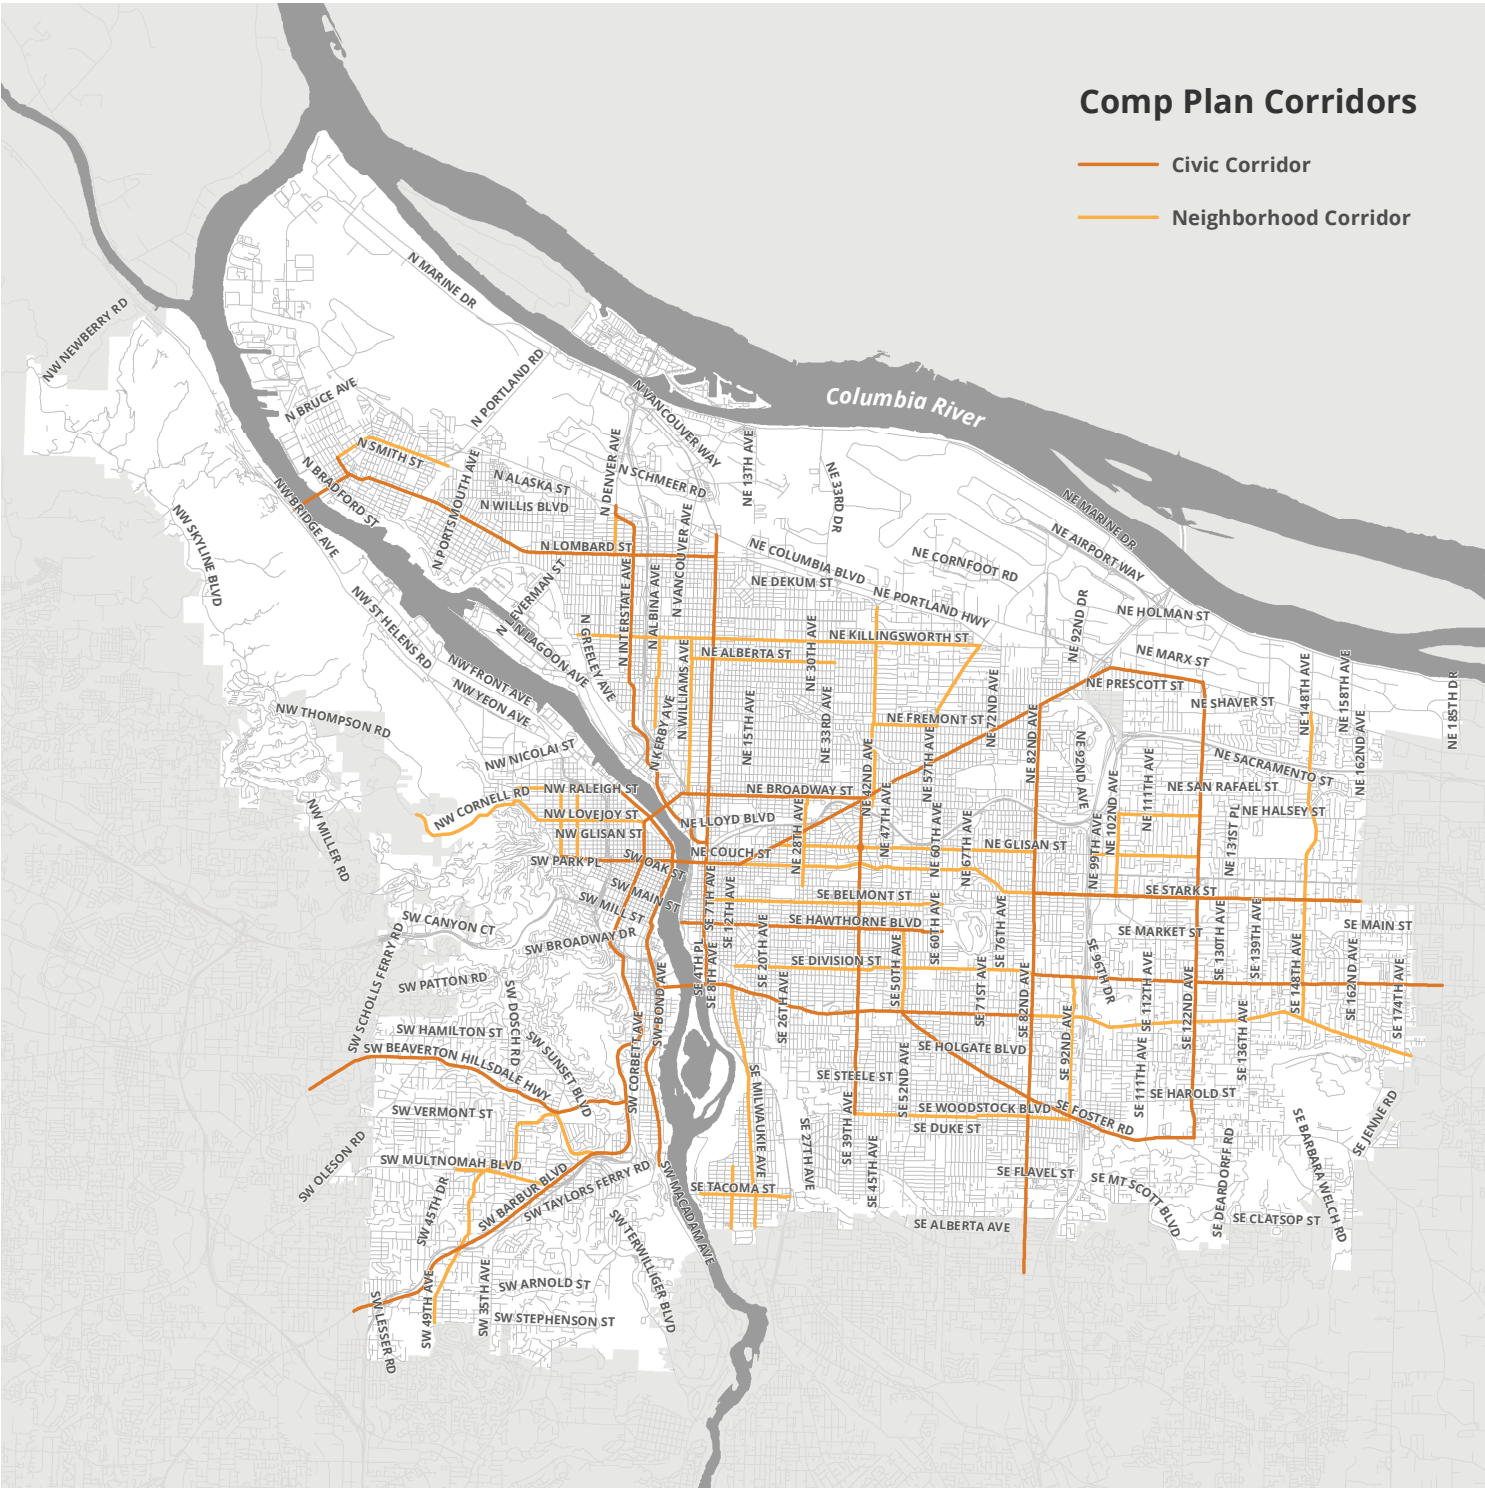 Comp Plan Corridors
Civic Corridor
Neighborhood Corridor
N MARINE DR
NW NEWBERRY RD
N PORTLAND RD
N BRUCE AVE
N VANCOUVER WAY
Columbia River
N SMITH ST
N BRADFORD ST
NW BRIDGE AVE
N PORTSMOUTH AVE
N ALASKA ST
N WILLIS BLVD
N DENVER AVE
N SCHMEER RD
NE 13TH AVE
NE 33RD DR
NE MARINE DR
NE AIRPORT WAY
NW SKYLINE BLVD
N LOMBARD ST
N VANCOUVER AVE
NE COLUMBIA BLVD
NE CORNFOOT RD
NE DEKUM ST
NE PORTLAND HWY
NE HOLMAN ST
NE 92ND DR
N INTERSTATE AVE
N ALBINA AVE
NW ST HELENS RD
N LAGOON AVE
N GREELEY AVE
NE KILLINGSWORTH ST
NE ALBERTA ST
NE 30TH AVE
NE MARX ST
NW FRONT AVE
NW YEON AVE
N WILLIAMS AVE
NE PRESCOTT ST
NE SHAVER ST
NE 148TH AVE
NE 158TH AVE
NE 185TH DR
NW THOMPSON RD
N KERBY AVE
NE 15TH AVE
NE 33RD AVE
NE FREMONT ST
NE 72ND AVE
NE 82ND AVE
NE 92ND AVE
NE 162ND AVE
NW NICOLAI ST
NE 42ND AVE
NE 57TH AVE
NE 102ND AVE
NE 111TH AVE
NE SACRAMENTO ST
NE SAN RAFAEL ST
NW CORNELL RD
NW RALEIGH ST
NE BROADWAY ST
NW MILLER RD
NW LOVEJOY ST
NE LLOYD BLVD
NE 28TH AVE
NE 47TH AVE
NE 60TH AVE
NE 67TH AVE
NE HALSEY ST
NW GLISAN ST
NE GLISAN ST
NE 99TH AVE
NE 131ST PL
SW PARK PL
SW OAK ST
NE COUCH ST
SW MAIN ST
SE 7TH AVE
SE 12TH AVE
SE BELMONT ST
SE STARK ST
SW MILL ST
SE HAWTHORNE BLVD
SE 60TH AVE
SE 76TH AVE
SE MARKET ST
SE 130TH AVE
SE 139TH AVE
SE MAIN ST
SW CANYON CT
SW BROADWAY DR
SE 20TH AVE
SE DIVISION ST
SE 50TH AVE
SE 96TH DR
SW SCHOLLS FERRY RD
SW PATTON RD
SW DOSCH RD
SW BOND AVE
SE 4TH PL
SE 8TH AVE
SE 26TH AVE
SE 71ST AVE
SE 82ND AVE
SE 112TH AVE
SE 122ND AVE
SE 148TH AVE
SE 174TH AVE
SW HAMILTON ST
SW SUNSET BLVD
SW CORBETT AVE
SE HOLGATE BLVD
SE 92ND AVE
SE 136TH AVE
SW BEAVERTON HILLSDALE HWY
SE MILWAUKIE AVE
SE STEELE ST
SE 52ND AVE
SE 111TH AVE
SE HAROLD ST
SE JENNE RD
SW VERMONT ST
SE WOODSTOCK BLVD
SE FOSTER RD
SE DUKE ST
SE 27TH AVE
SE 39TH AVE
SE 45TH AVE
SE BARBARA WELCH RD
SW OLESON RD
SW MULTNOMAH BLVD
SW TAYLORS FERRY RD
SW BARBUR BLVD
SW MACADAM AVE
SE TACOMA ST
SE FLAVEL ST
SE MT SCOTT BLVD
SE DEARDORFF RD
SW 45TH DR
SW TERWILLIGER BLVD
SE ALBERTA AVE
SE CLATSOP ST
SW LESSER RD
SW 49TH AVE
SW 35TH AVE
SW ARNOLD ST
SW STEPHENSON ST